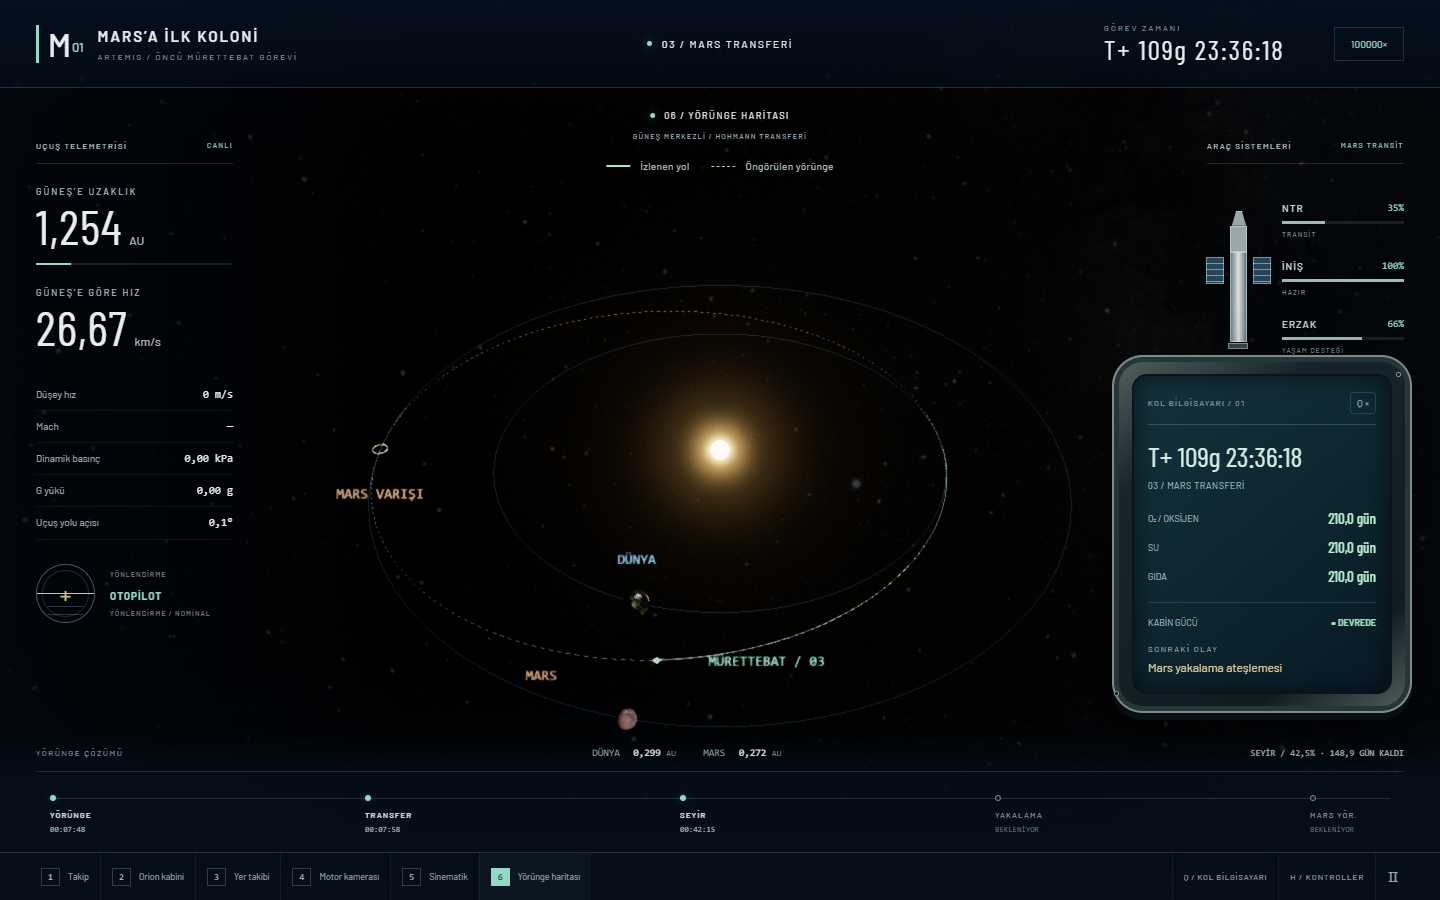 M01
MARS'A İLK KOLONİ
ARTEMIS / ÖNCÜ MÜRETTEBAT GÖREVİ
03 / MARS TRANSFERİ
GÖREV ZAMANI
T+ 109g 23:36:18
100000×
06 / YÖRÜNGE HARİTASI
GÜNEŞ MERKEZLİ / HOHMANN TRANSFERİ
İzlenen yol
Öngörülen yörünge
UÇUŞ TELEMETRİSİ
CANLI
GÜNEŞ'E UZAKLIK
1,254 AU
GÜNEŞ'E GÖRE HIZ
26,67 km/s
Düşey hız 0 m/s
Mach —
Dinamik basınç 0,00 kPa
G yükü 0,00 g
Uçuş yolu açısı 0,1°
YÖNLENDİRME
OTOPİLOT
YÖNLENDİRME / NOMİNAL
MARS VARIŞI
DÜNYA
MÜRETTEBAT / 03
MARS
ARAÇ SİSTEMLERİ
MARS TRANSİT
NTR 35%
TRANSİT
İNİŞ 100%
HAZIR
ERZAK 66%
YAŞAM DESTEĞİ
KOL BİLGİSAYARI / 01
Q ×
T+ 109g 23:36:18
03 / MARS TRANSFERİ
O₂ / OKSİJEN 210,0 gün
SU 210,0 gün
GIDA 210,0 gün
KABİN GÜCÜ • DEVREDE
SONRAKİ OLAY
Mars yakalama ateşlemesi
YÖRÜNGE ÇÖZÜMÜ
DÜNYA 0,299 AU MARS 0,272 AU
SEYİR / 42,5% · 148,9 GÜN KALDI
YÖRÜNGE
00:07:48
TRANSFER
00:07:58
SEYİR
00:42:15
YAKALAMA
BEKLENİYOR
MARS YÖR.
BEKLENİYOR
1 Takip
2 Orion kabini
3 Yer takibi
4 Motor kamerası
5 Sinematik
6 Yörünge haritası
Q / KOL BİLGİSAYARI
H / KONTROLLER
II